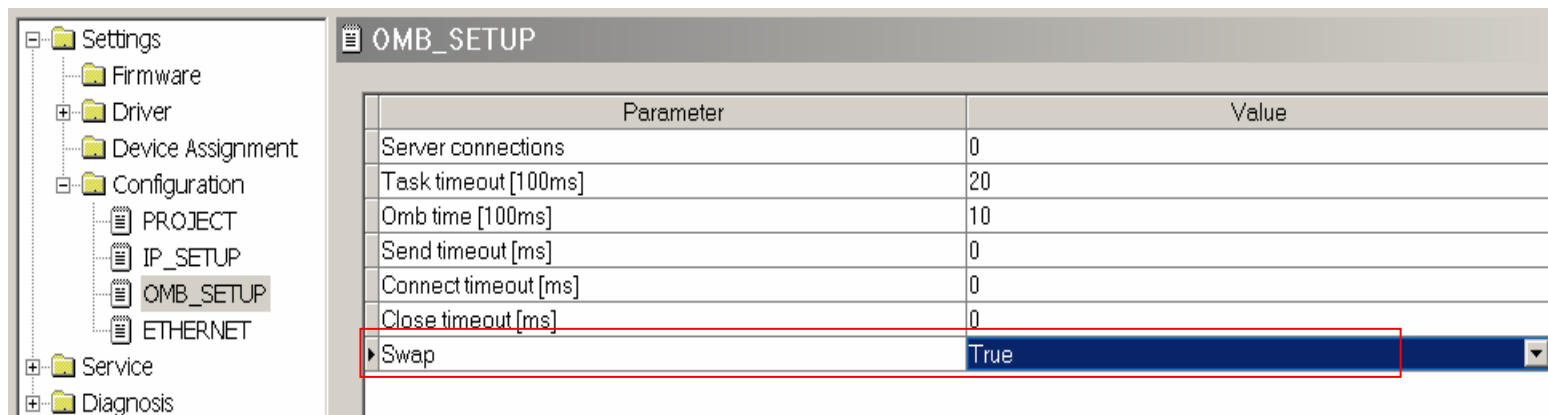 Settings
Firmware
Driver
Device Assignment
Configuration
PROJECT
IP_SETUP
OMB_SETUP
ETHERNET
Service
Diagnosis
OMB_SETUP
Parameter Value
Server connections 0
Task timeout [100ms] 20
Omb time [100ms] 10
Send timeout [ms] 0
Connect timeout [ms] 0
Close timeout [ms] 0
Swap True